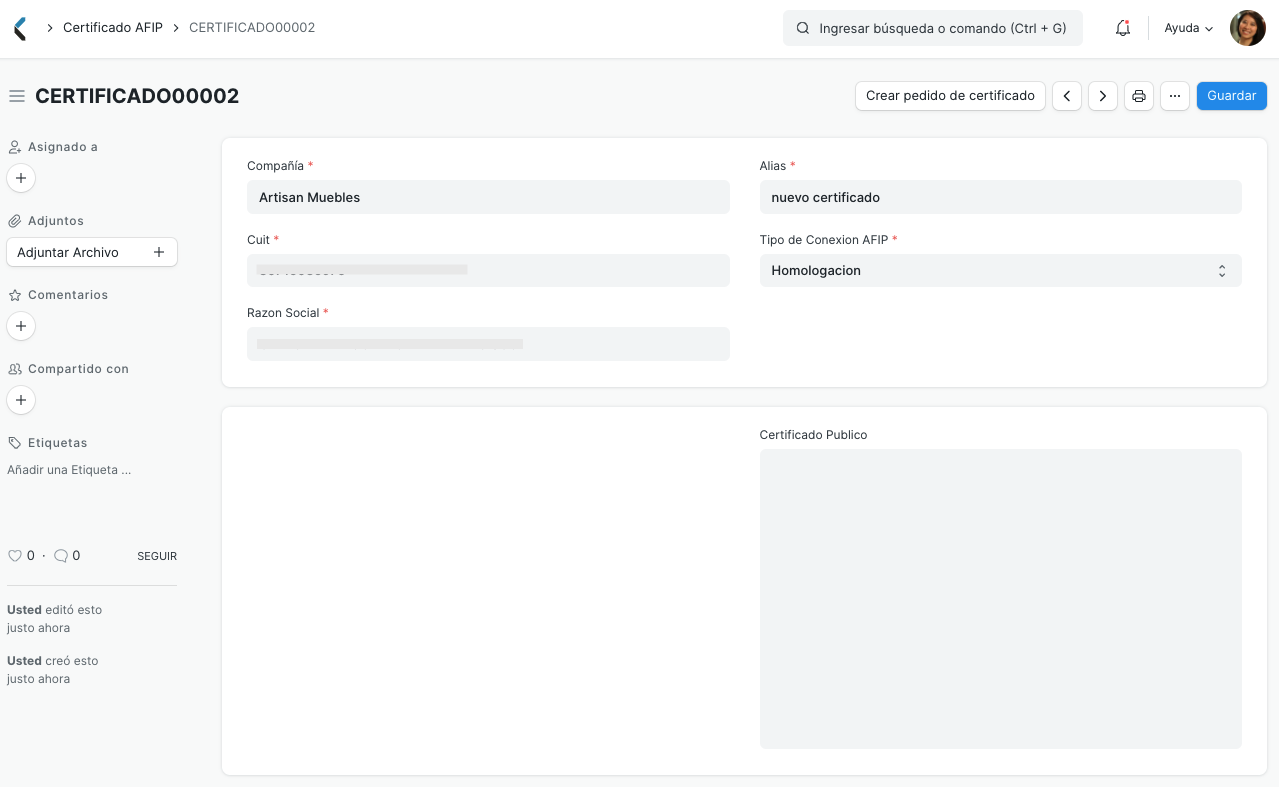 Certificado AFIP
CERTIFICADO00002
Ingresar búsqueda o comando (Ctrl + G)
Ayuda
CERTIFICADO00002
Crear pedido de certificado
Guardar
Asignado a
Adjuntos
Adjuntar Archivo
Comentarios
Compartido con
Etiquetas
Añadir una Etiqueta ...
0 · 0
SEGUIR
Usted editó esto
justo ahora
Usted creó esto
justo ahora
Compañía *
Artisan Muebles
Cuit *
Razon Social *
Alias *
nuevo certificado
Tipo de Conexion AFIP *
Homologacion
Certificado Publico